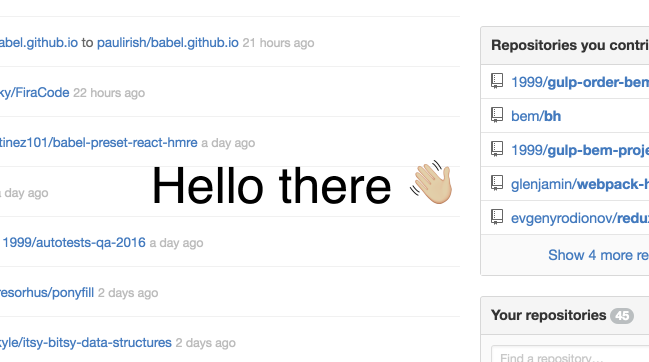 abel.github.io to paulirish/babel.github.io 21 hours ago
ky/FiraCode 22 hours ago
tinez101/babel-preset-react-hmre a day ago
a day ago
Hello there 👋🏼
1999/autotests-qa-2016 a day ago
resorhus/ponyfill 2 days ago
kyle/itsy-bitsy-data-structures 2 days ago
Repositories you contri
1999/gulp-order-bem
bem/bh
1999/gulp-bem-proje
glenjamin/webpack-h
evgenyrodionov/redux
Show 4 more re
Your repositories 45
Find a repository…